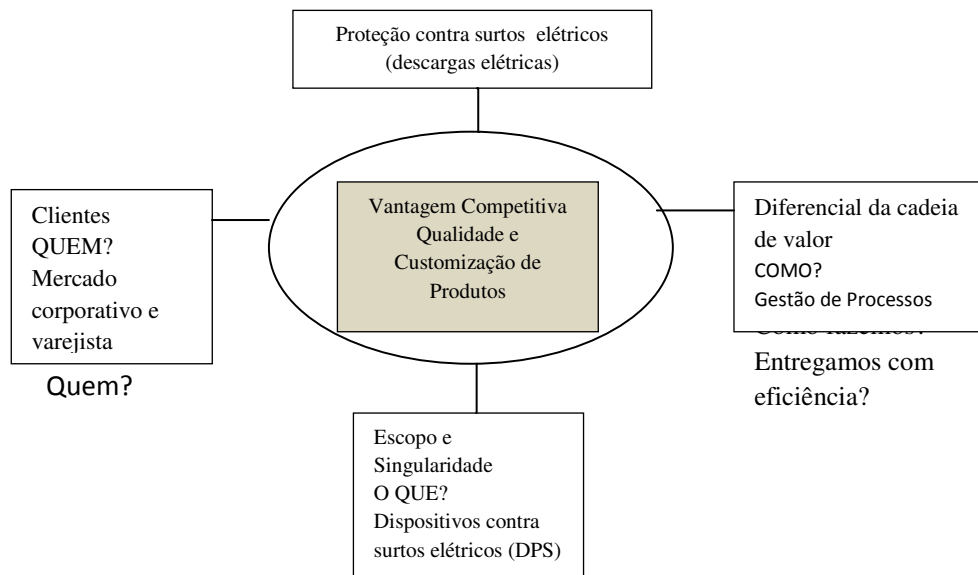 Proteção contra surtos elétricos
(descargas elétricas)
Clientes
QUEM?
Mercado
corporativo e
varejista
Quem?
Vantagem Competitiva
Qualidade e
Customização de
Produtos
Diferencial da cadeia
de valor
COMO?
Gestão de Processos
Entregamos com
eficiência?
Escopo e
Singularidade
O QUE?
Dispositivos contra
surtos elétricos (DPS)